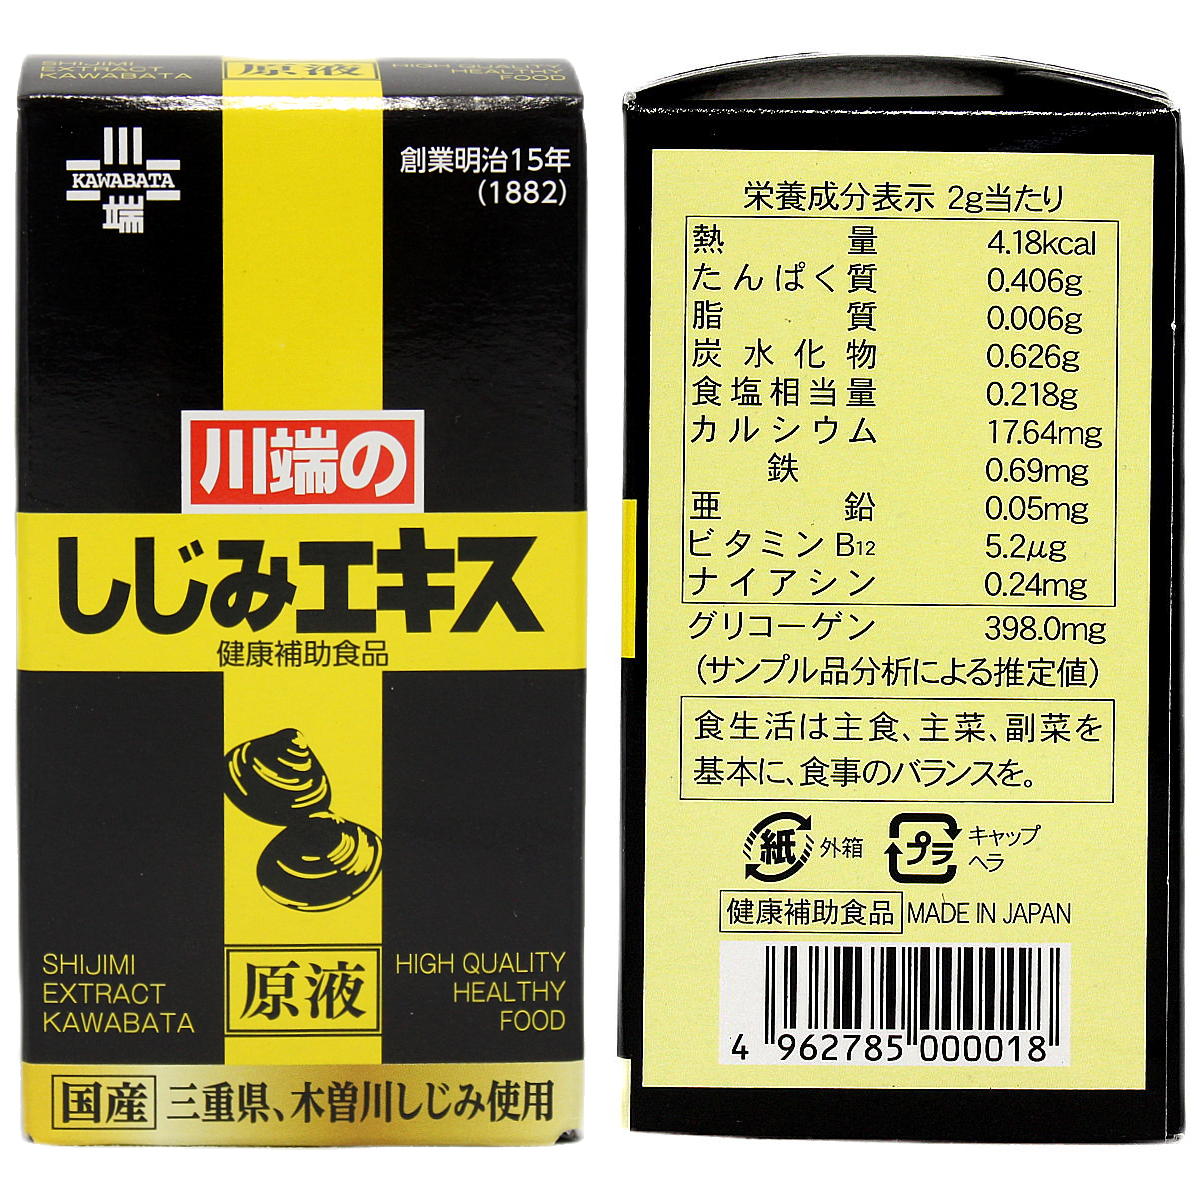 SHIJIMI
EXTRACT
KAWABATA
原液
HIGH QUALITY
HEALTHY
FOOD
川
KAWABATA
端
創業明治15年
(1882)
川端の
しじみエキス
健康補助食品
SHIJIMI
EXTRACT
KAWABATA
原液
HIGH QUALITY
HEALTHY
FOOD
国産 三重県、木曽川しじみ使用
栄養成分表示 2g当たり
熱量 4.18kcal
たんぱく質 0.406g
脂質 0.006g
炭水化物 0.626g
食塩相当量 0.218g
カルシウム 17.64mg
鉄 0.69mg
亜鉛 0.05mg
ビタミンB12 5.2μg
ナイアシン 0.24mg
グリコーゲン 398.0mg
(サンプル品分析による推定値)
食生活は主食、主菜、副菜を
基本に、食事のバランスを。
紙 外箱 プラ キャップ
ヘラ
健康補助食品 MADE IN JAPAN
4 962785 000018